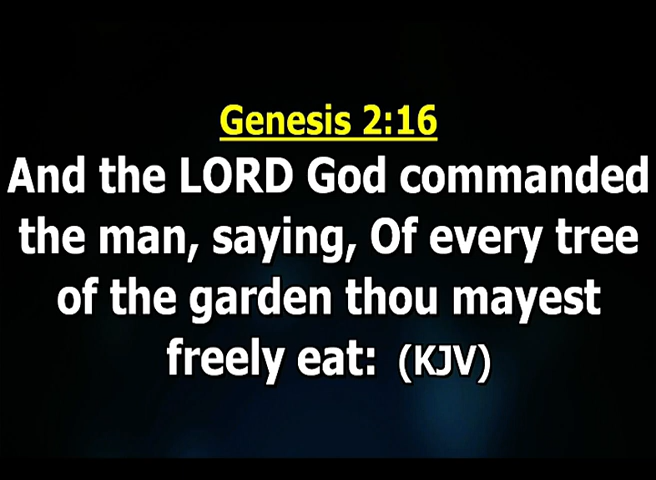 Genesis 2:16
And the LORD God commanded
the man, saying, Of every tree
of the garden thou mayest
freely eat: (KJV)